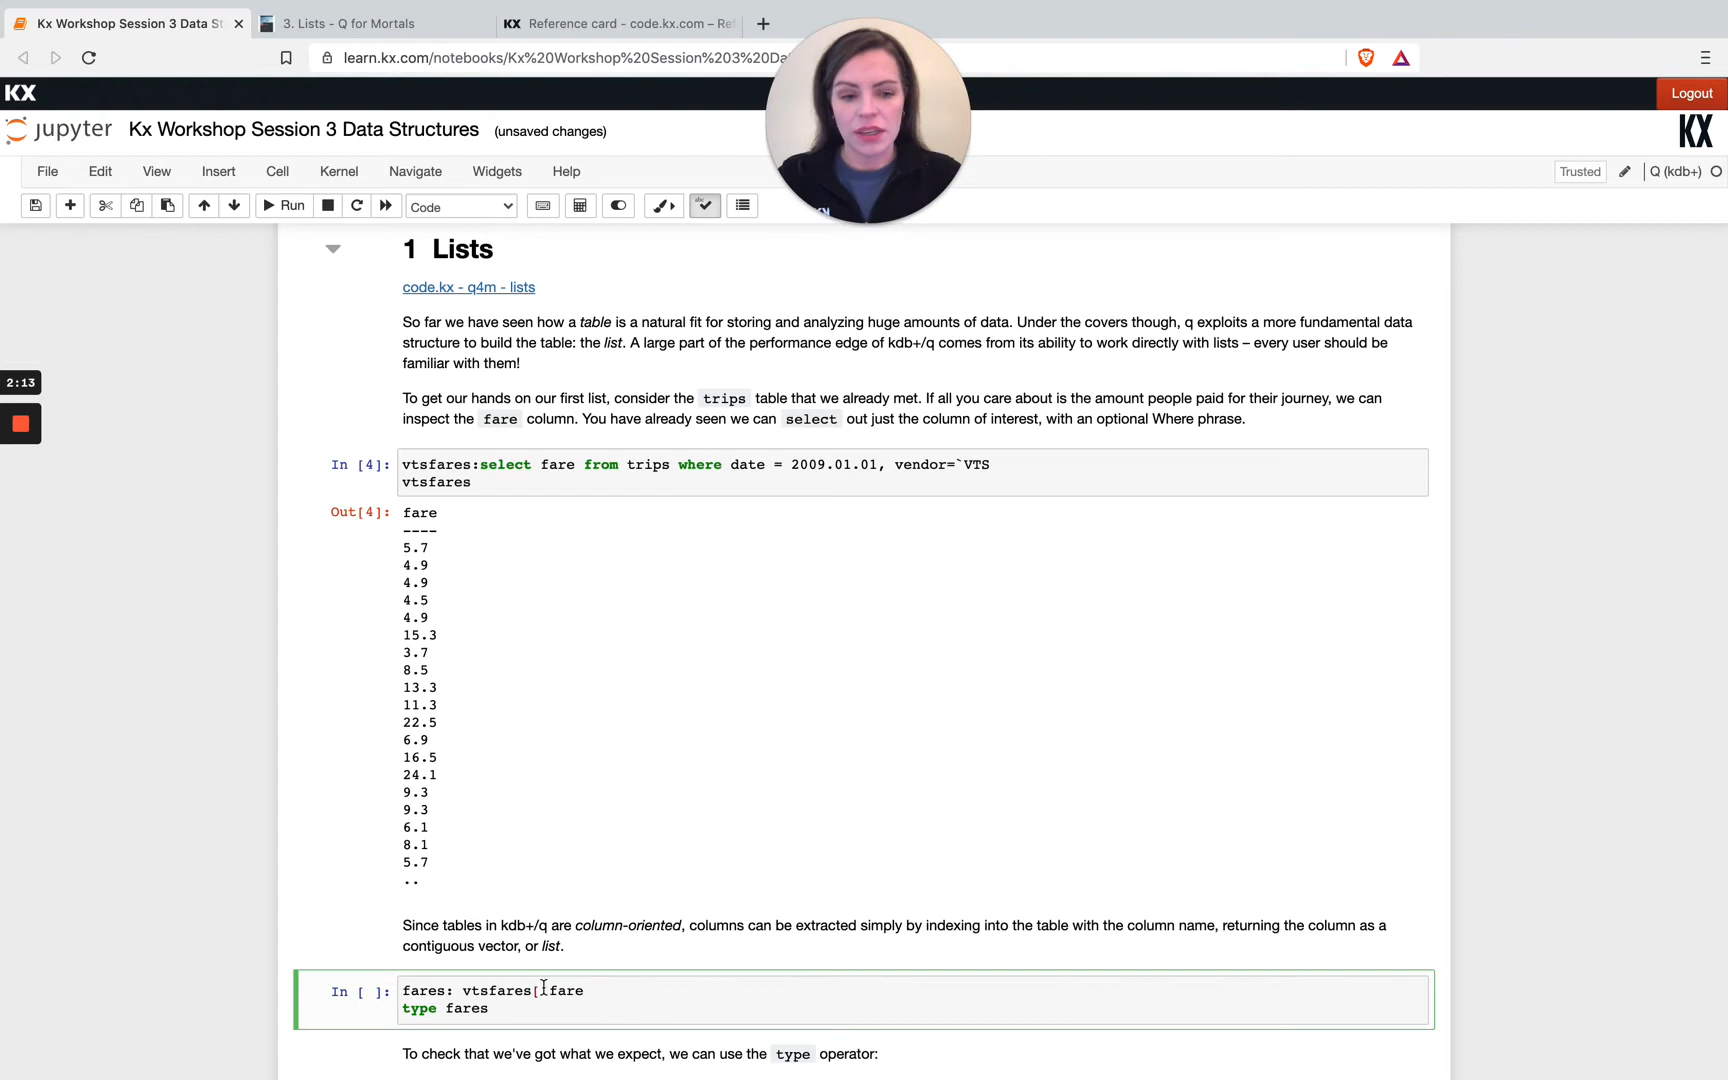 Kx Workshop Session 3 Data St
3. Lists - Q for Mortals
KX Reference card - code.kx.com – Ref
learn.kx.com/notebooks/Kx%20Workshop%20Session%203%20Da
KX
Logout
jupyter Kx Workshop Session 3 Data Structures (unsaved changes)
KX
File Edit View Insert Cell Kernel Navigate Widgets Help
Trusted Q (kdb+)
Run Code
1 Lists
code.kx - q4m - lists
So far we have seen how a table is a natural fit for storing and analyzing huge amounts of data. Under the covers though, q exploits a more fundamental data
structure to build the table: the list. A large part of the performance edge of kdb+/q comes from its ability to work directly with lists – every user should be
familiar with them!
2:13
To get our hands on our first list, consider the trips table that we already met. If all you care about is the amount people paid for their journey, we can
inspect the fare column. You have already seen we can select out just the column of interest, with an optional Where phrase.
In [4]: vtsfares:select fare from trips where date = 2009.01.01, vendor=`VTS
vtsfares
Out[4]: fare
----
5.7
4.9
4.9
4.5
4.9
15.3
3.7
8.5
13.3
11.3
22.5
6.9
16.5
24.1
9.3
9.3
6.1
8.1
5.7
..
Since tables in kdb+/q are column-oriented, columns can be extracted simply by indexing into the table with the column name, returning the column as a
contiguous vector, or list.
In [ ]: fares: vtsfares[`fare
type fares
To check that we've got what we expect, we can use the type operator: